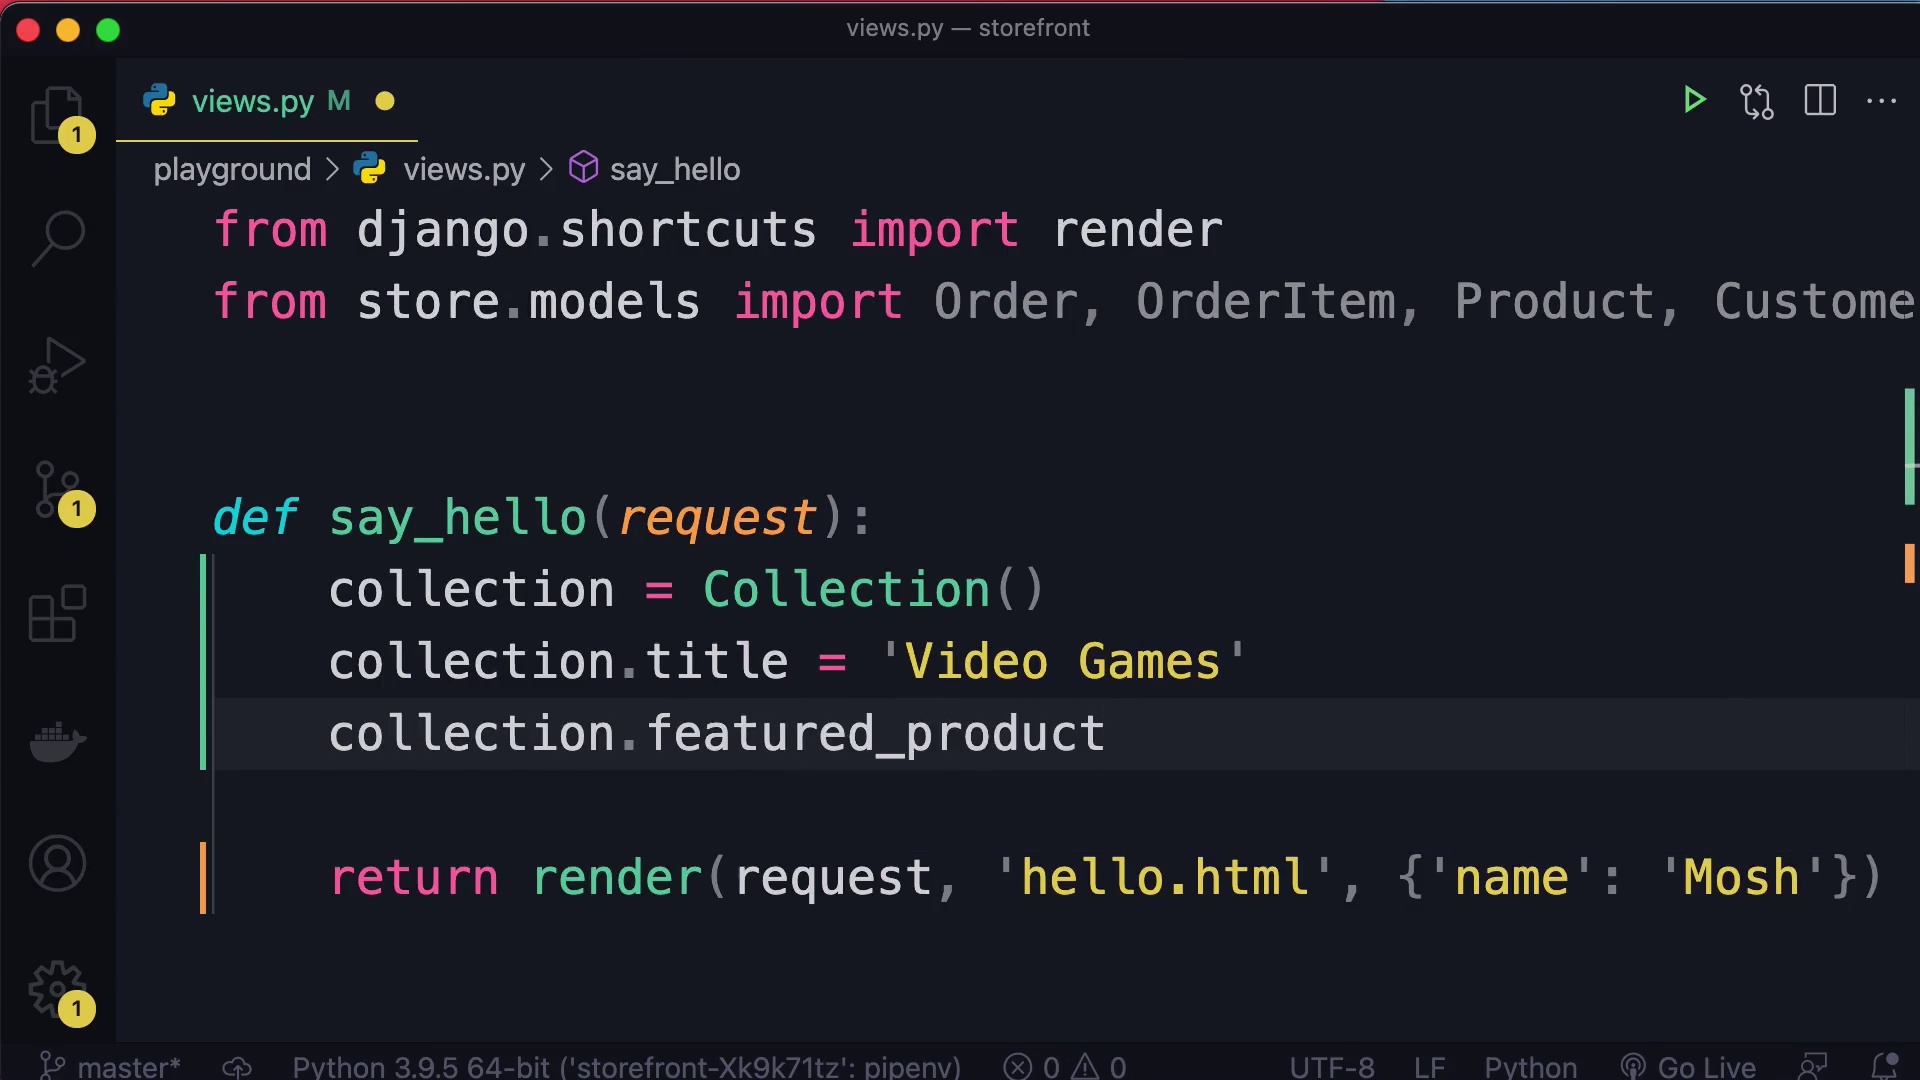 views.py — storefront
views.py M
playground > views.py > say_hello
from django.shortcuts import render
from store.models import Order, OrderItem, Product, Custome
def say_hello(request):
collection = Collection()
collection.title = 'Video Games'
collection.featured_product
return render(request, 'hello.html', {'name': 'Mosh'})
1
1
1
master* Python 3.9.5 64-bit ('storefront-Xk9k71tz': pipenv) 0 0 UTF-8 LF Python Go Live